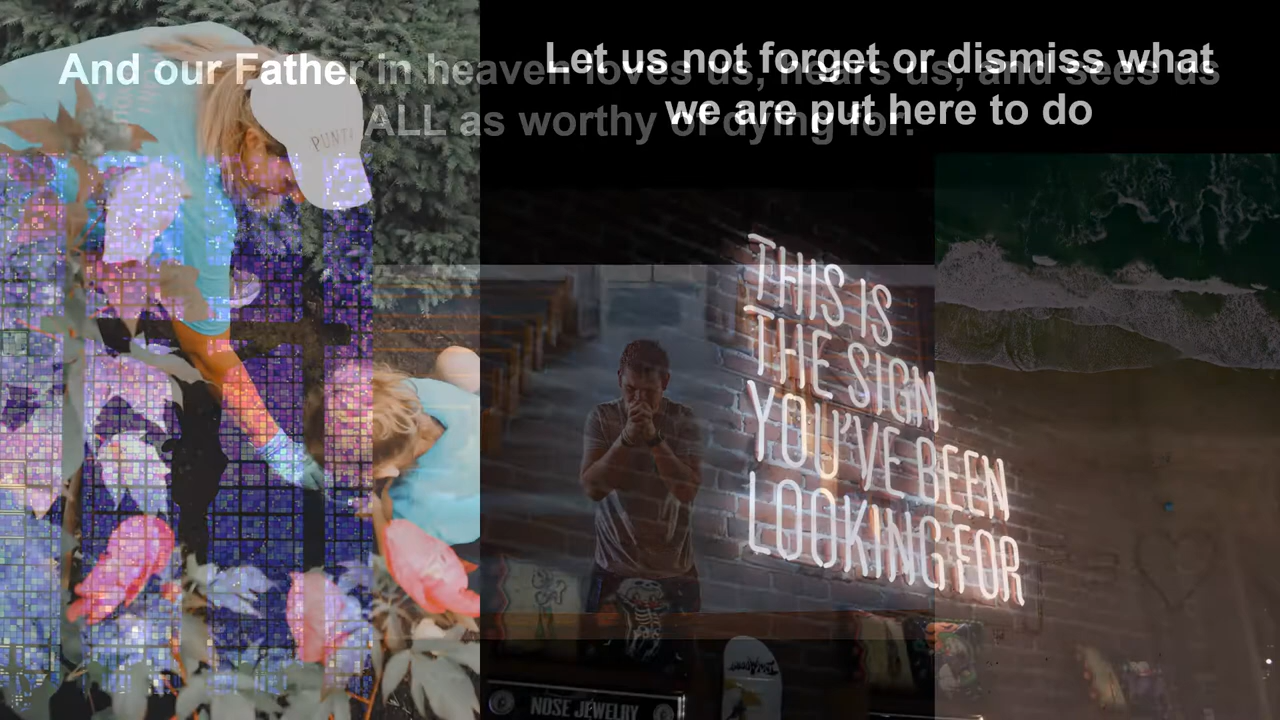 And our Father in heaven loves us, hears us, and sees us
ALL as worthy of dying for.
Let us not forget or dismiss what
we are put here to do
PUNTA
THIS IS
THE SIGN
YOU'VE BEEN
LOOKING FOR
NOSE JEWELRY